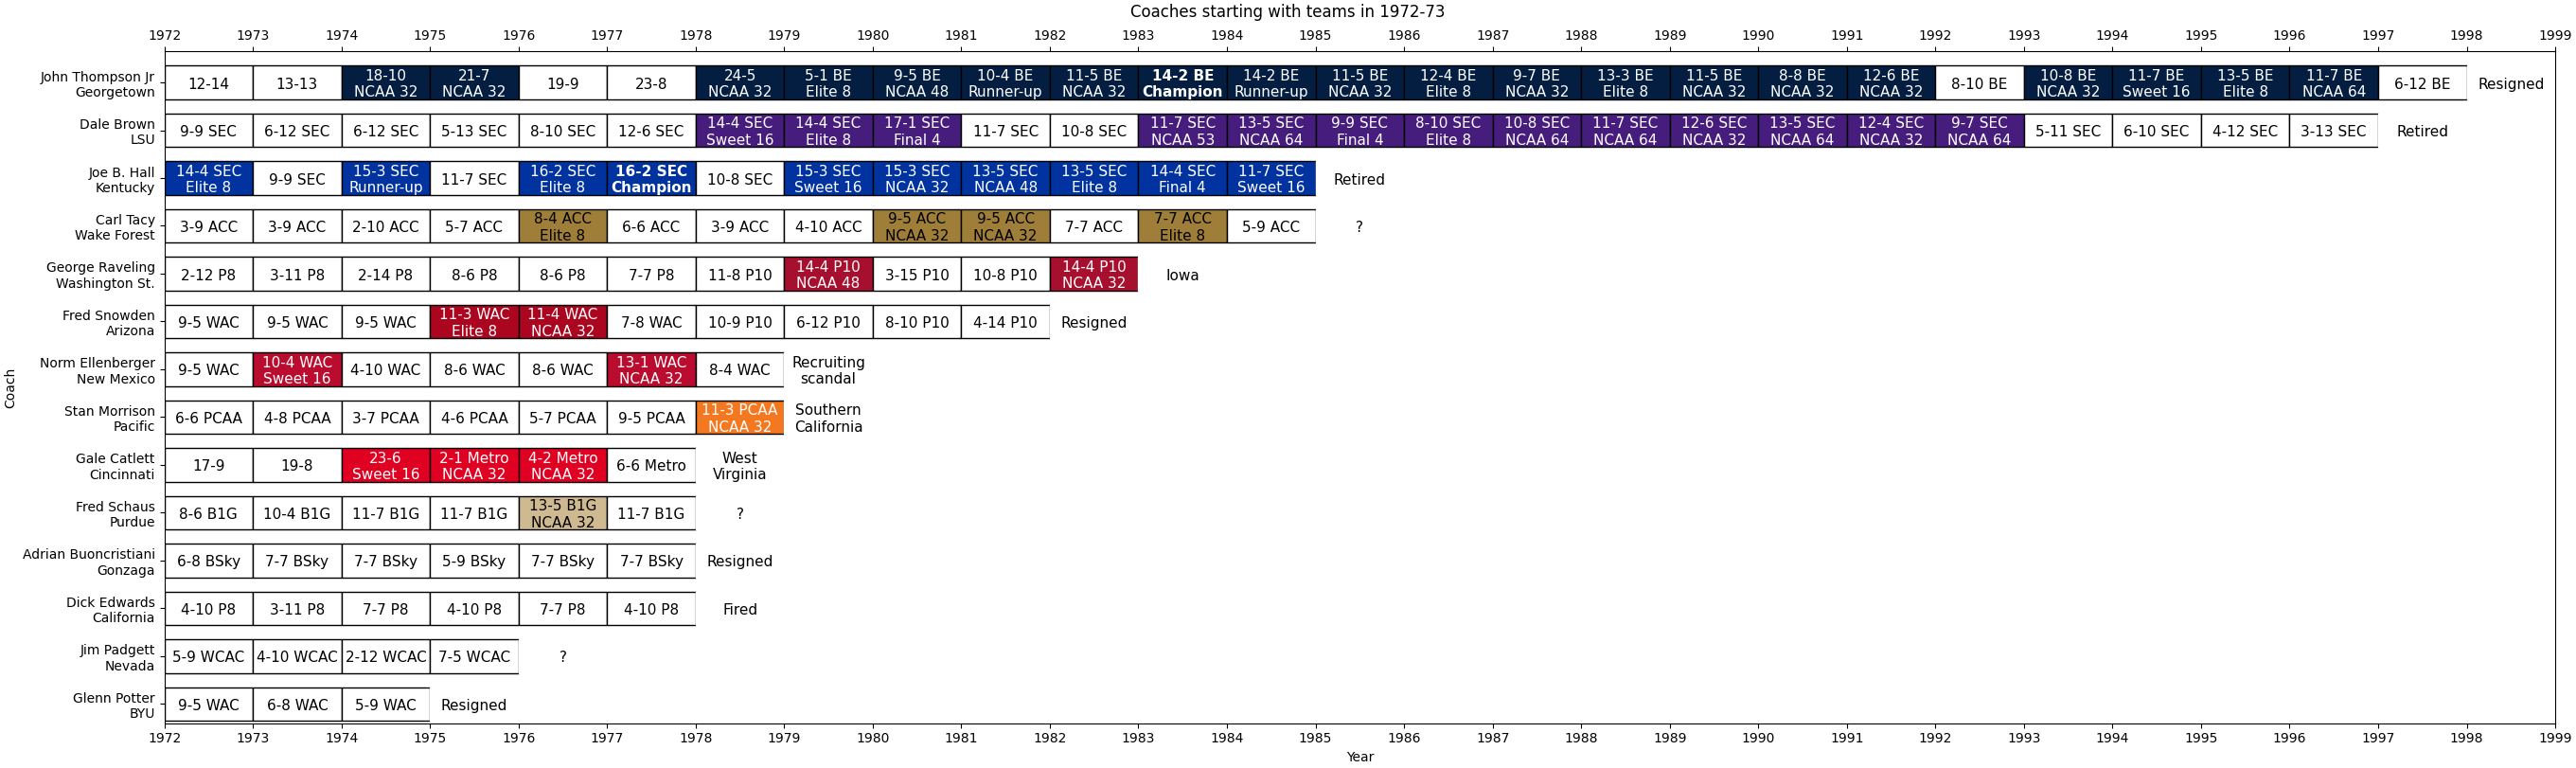 Coaches starting with teams in 1972-73
1972 1973 1974 1975 1976 1977 1978 1979 1980 1981 1982 1983 1984 1985 1986 1987 1988 1989 1990 1991 1992 1993 1994 1995 1996 1997 1998 1999
John Thompson Jr
Georgetown
12-14
13-13
18-10
NCAA 32
21-7
NCAA 32
19-9
23-8
24-5
NCAA 32
5-1 BE
Elite 8
9-5 BE
NCAA 48
10-4 BE
Runner-up
11-5 BE
NCAA 32
14-2 BE
Champion
14-2 BE
Runner-up
11-5 BE
NCAA 32
12-4 BE
Elite 8
9-7 BE
NCAA 32
13-3 BE
Elite 8
11-5 BE
NCAA 32
8-8 BE
NCAA 32
12-6 BE
NCAA 32
8-10 BE
10-8 BE
NCAA 32
11-7 BE
Sweet 16
13-5 BE
Elite 8
11-7 BE
NCAA 64
6-12 BE
Resigned
Dale Brown
LSU
9-9 SEC
6-12 SEC
6-12 SEC
5-13 SEC
8-10 SEC
12-6 SEC
14-4 SEC
Sweet 16
14-4 SEC
Elite 8
17-1 SEC
Final 4
11-7 SEC
10-8 SEC
11-7 SEC
NCAA 53
13-5 SEC
NCAA 64
9-9 SEC
Final 4
8-10 SEC
Elite 8
10-8 SEC
NCAA 64
11-7 SEC
NCAA 64
12-6 SEC
NCAA 32
13-5 SEC
NCAA 64
12-4 SEC
NCAA 32
9-7 SEC
NCAA 64
5-11 SEC
6-10 SEC
4-12 SEC
3-13 SEC
Retired
Joe B. Hall
Kentucky
14-4 SEC
Elite 8
9-9 SEC
15-3 SEC
Runner-up
11-7 SEC
16-2 SEC
Elite 8
16-2 SEC
Champion
10-8 SEC
15-3 SEC
Sweet 16
15-3 SEC
NCAA 32
13-5 SEC
NCAA 48
13-5 SEC
Elite 8
14-4 SEC
Final 4
11-7 SEC
Sweet 16
Retired
Carl Tacy
Wake Forest
3-9 ACC
3-9 ACC
2-10 ACC
5-7 ACC
8-4 ACC
Elite 8
6-6 ACC
3-9 ACC
4-10 ACC
9-5 ACC
NCAA 32
9-5 ACC
NCAA 32
7-7 ACC
7-7 ACC
Elite 8
5-9 ACC
?
George Raveling
Washington St.
2-12 P8
3-11 P8
2-14 P8
8-6 P8
8-6 P8
7-7 P8
11-8 P10
14-4 P10
NCAA 48
3-15 P10
10-8 P10
14-4 P10
NCAA 32
Iowa
Fred Snowden
Arizona
9-5 WAC
9-5 WAC
9-5 WAC
11-3 WAC
Elite 8
11-4 WAC
NCAA 32
7-8 WAC
10-9 P10
6-12 P10
8-10 P10
4-14 P10
Resigned
Norm Ellenberger
New Mexico
9-5 WAC
10-4 WAC
Sweet 16
4-10 WAC
8-6 WAC
8-6 WAC
13-1 WAC
NCAA 32
8-4 WAC
Recruiting
scandal
Stan Morrison
Pacific
6-6 PCAA
4-8 PCAA
3-7 PCAA
4-6 PCAA
5-7 PCAA
9-5 PCAA
11-3 PCAA
NCAA 32
Southern
California
Gale Catlett
Cincinnati
17-9
19-8
23-6
Sweet 16
2-1 Metro
NCAA 32
4-2 Metro
NCAA 32
6-6 Metro
West
Virginia
Fred Schaus
Purdue
8-6 B1G
10-4 B1G
11-7 B1G
11-7 B1G
13-5 B1G
NCAA 32
11-7 B1G
?
Adrian Buoncristiani
Gonzaga
6-8 BSky
7-7 BSky
7-7 BSky
5-9 BSky
7-7 BSky
7-7 BSky
Resigned
Dick Edwards
California
4-10 P8
3-11 P8
7-7 P8
4-10 P8
7-7 P8
4-10 P8
Fired
Jim Padgett
Nevada
5-9 WCAC
4-10 WCAC
2-12 WCAC
7-5 WCAC
?
Glenn Potter
BYU
9-5 WAC
6-8 WAC
5-9 WAC
Resigned
Coach
1972 1973 1974 1975 1976 1977 1978 1979 1980 1981 1982 1983 1984 1985 1986 1987 1988 1989 1990 1991 1992 1993 1994 1995 1996 1997 1998 1999
Year